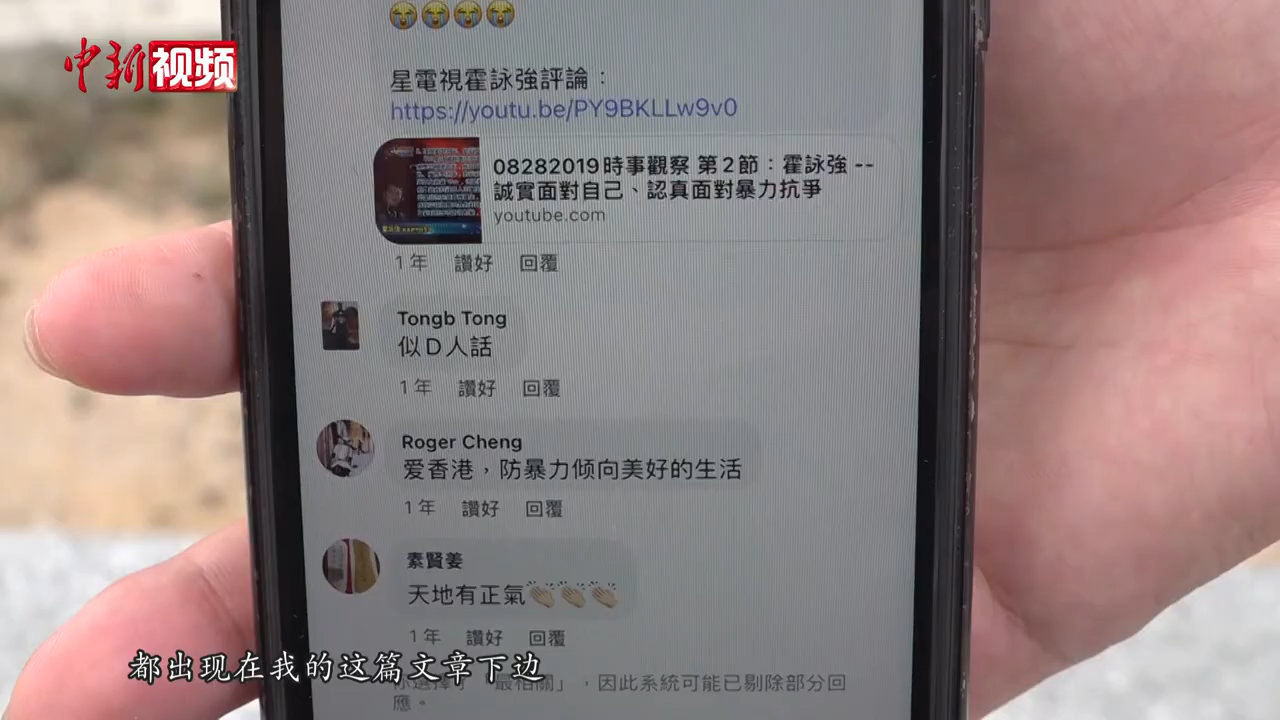 中新视频
星電視霍詠強評論：
https://youtu.be/PY9BKLLw9v0
08282019時事觀察 第2節：霍詠強 --
誠實面對自己、認真面對暴力抗爭
youtube.com
1年 讚好 回覆
Tongb Tong
似D人話
1年 讚好 回覆
Roger Cheng
爱香港，防暴力倾向美好的生活
1年 讚好 回覆
素賢姜
天地有正氣👏🏻👏🏻👏🏻
1年 讚好 回覆
都出现在我的这篇文章下边
「最相關」，因此系統可能已剔除部分回
應。